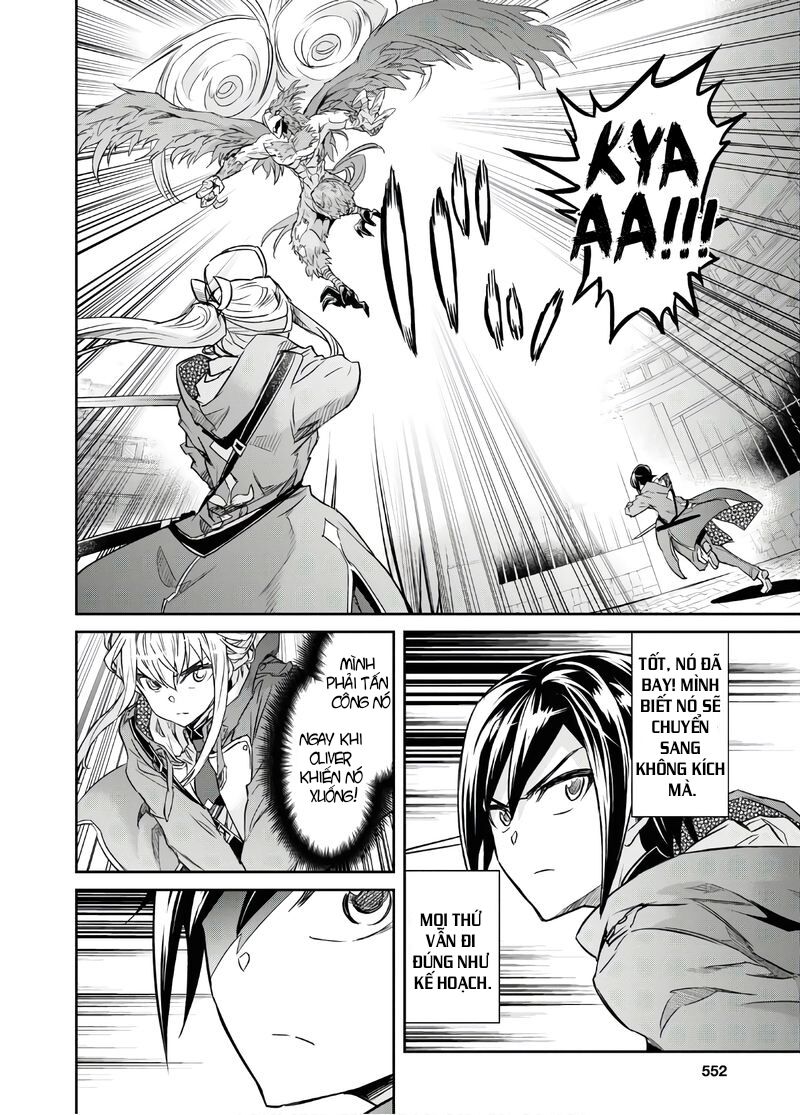 KYA
AA!!!
TỐT, NÓ ĐÃ
BAY! MÌNH
BIẾT NÓ SẼ
CHUYỂN
SANG
KHÔNG KÍCH
MÀ.
MÌNH
PHẢI TẤN
CÔNG NÓ
NGAY KHI
OLIVER
KHIẾN NÓ
XUỐNG!
MỌI THỨ
VẪN ĐI
ĐÚNG NHƯ
KẾ HOẠCH.
552